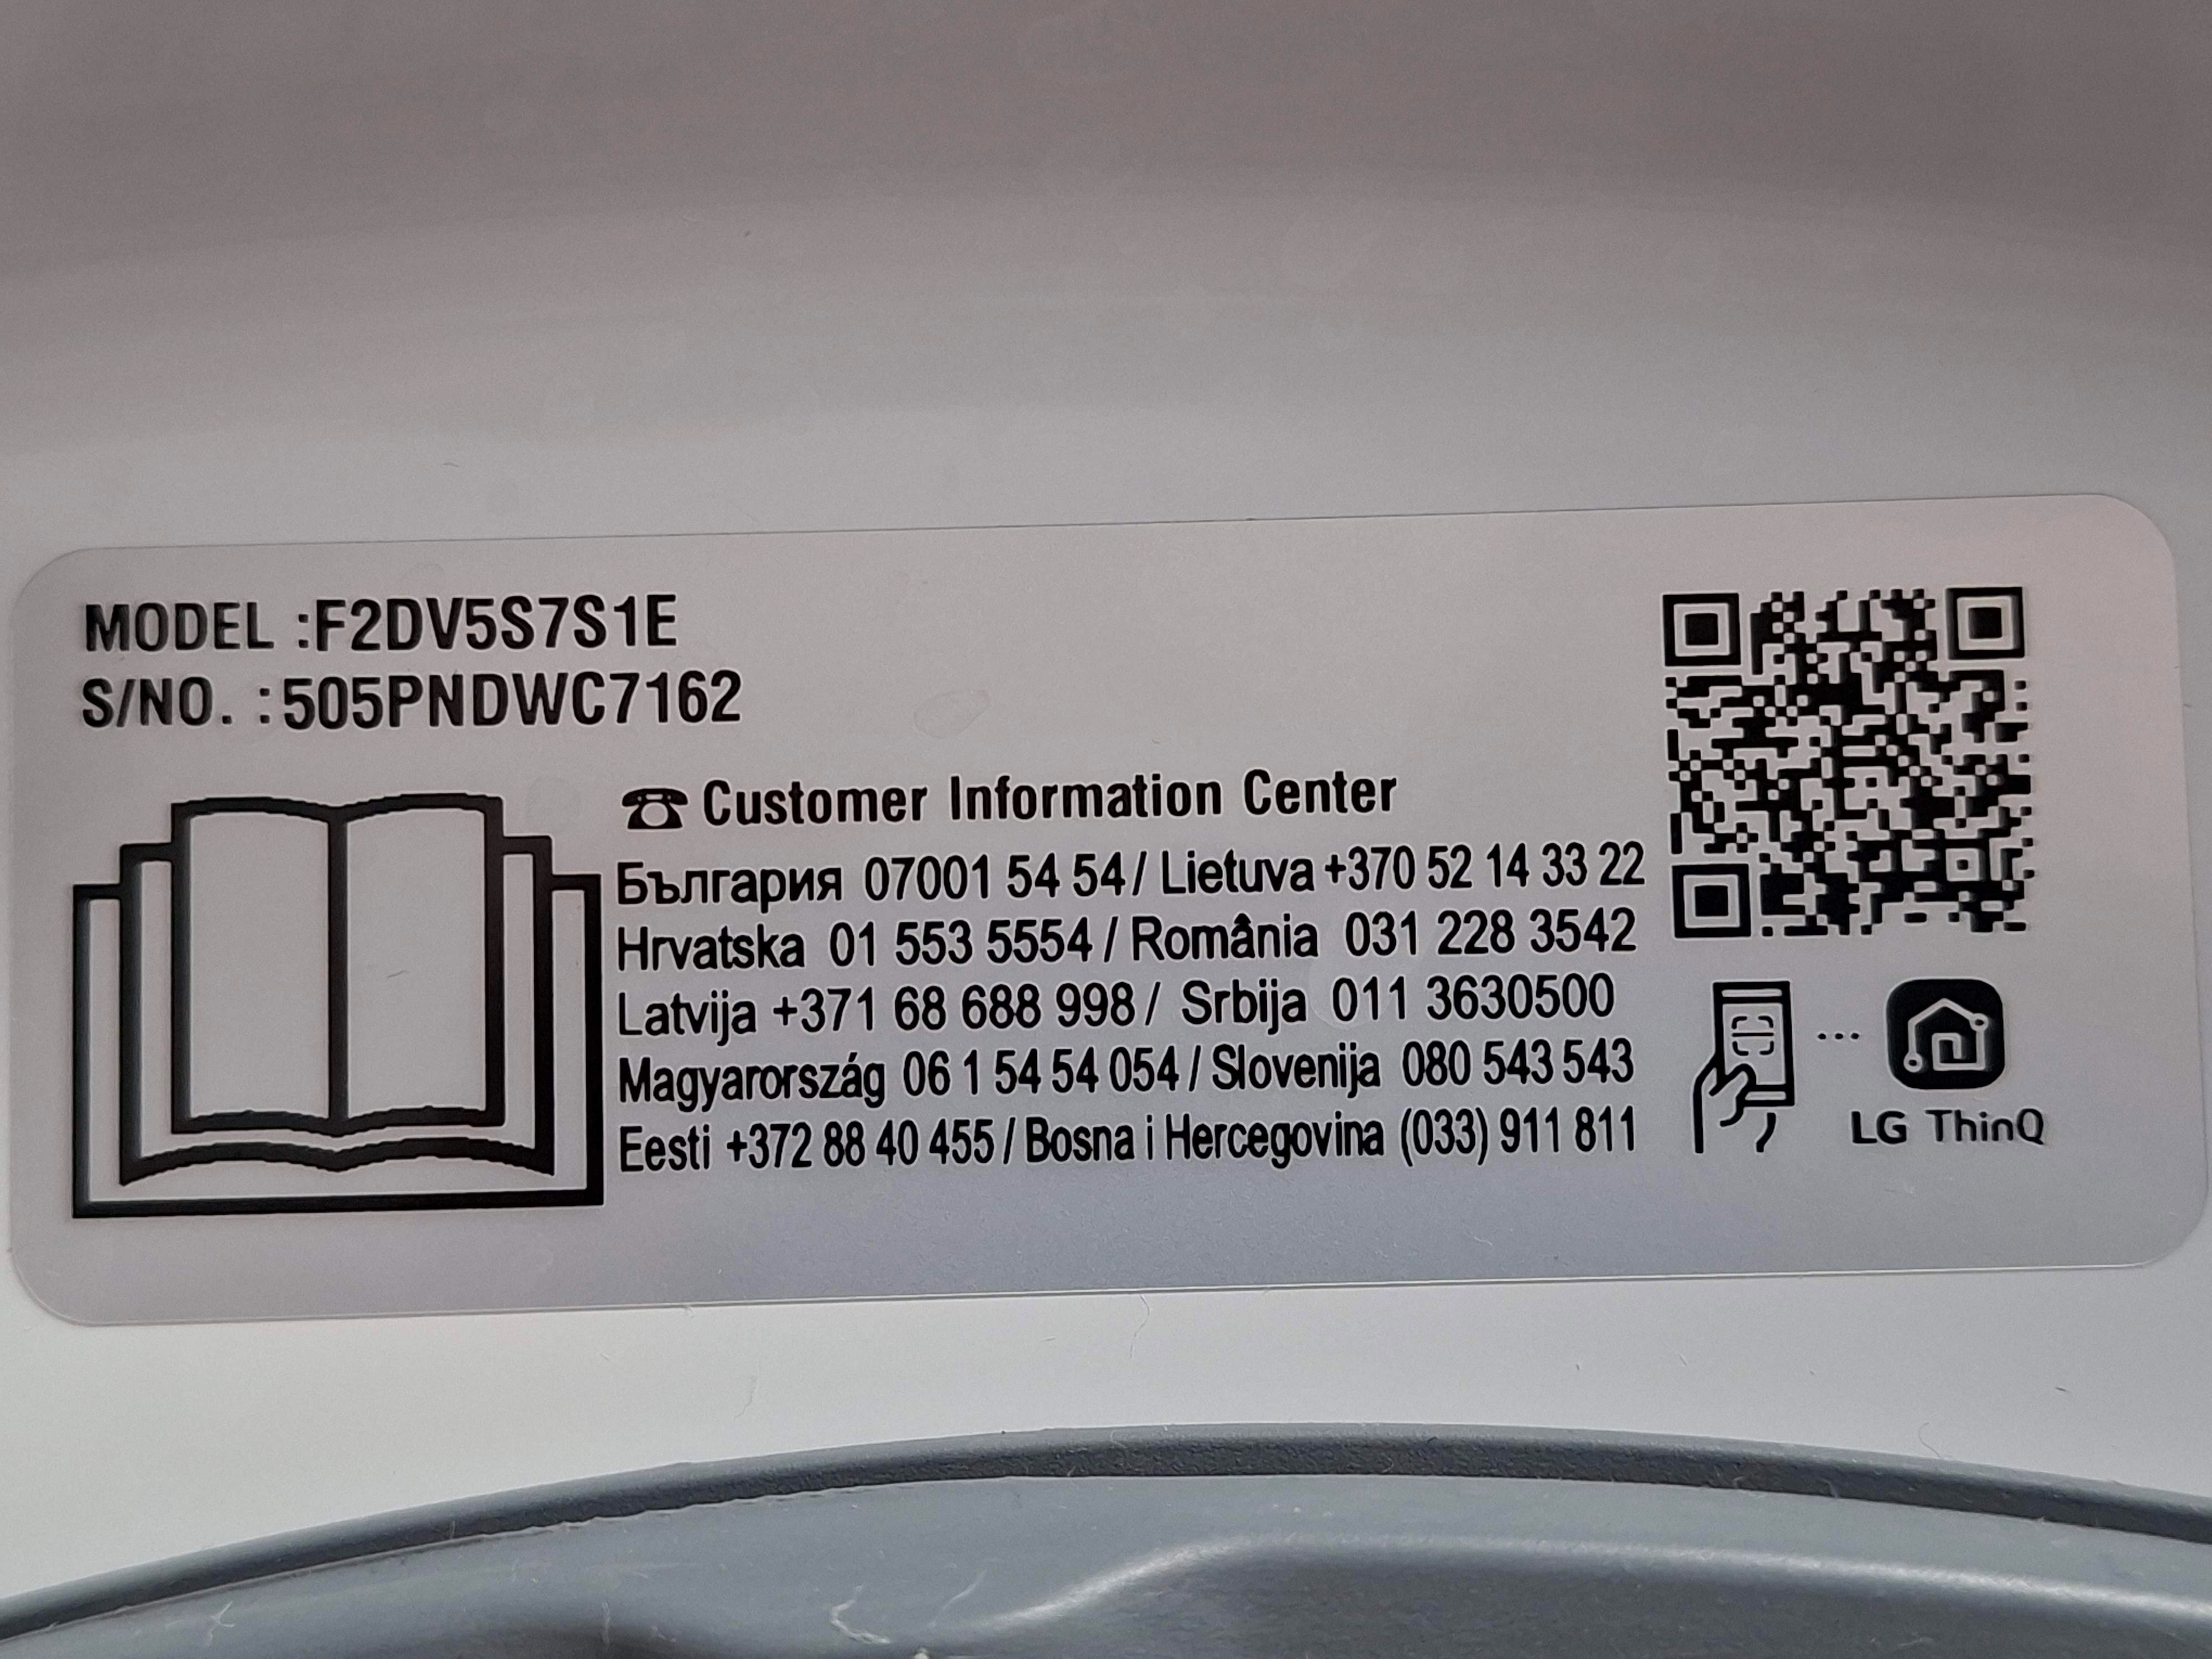 MODEL :F2DV5S7S1E
S/NO. :505PNDWC7162
Customer Information Center
България 07001 54 54/ Lietuva +370 52 14 33 22
Hrvatska 01 553 5554 / România 031 228 3542
Latvija +371 68 688 998/ Srbija 011 3630500
Magyarország 06 1 54 54 054 / Slovenija 080 543 543
Eesti +372 88 40 455 / Bosna i Hercegovina (033) 911 811
LG ThinQ